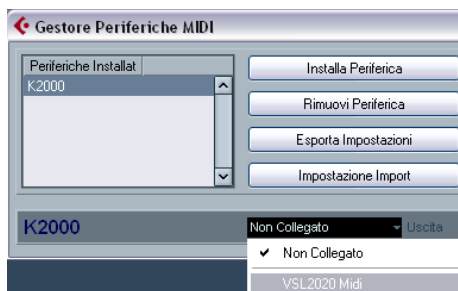 Gestore Periferiche MIDI
Periferiche Installat
K2000
Installa Periferica
Rimuovi Periferica
Esporta Impostazioni
Impostazione Import
K2000
Non Collegato
Uscita
Non Collegato
VSL2020 Midi